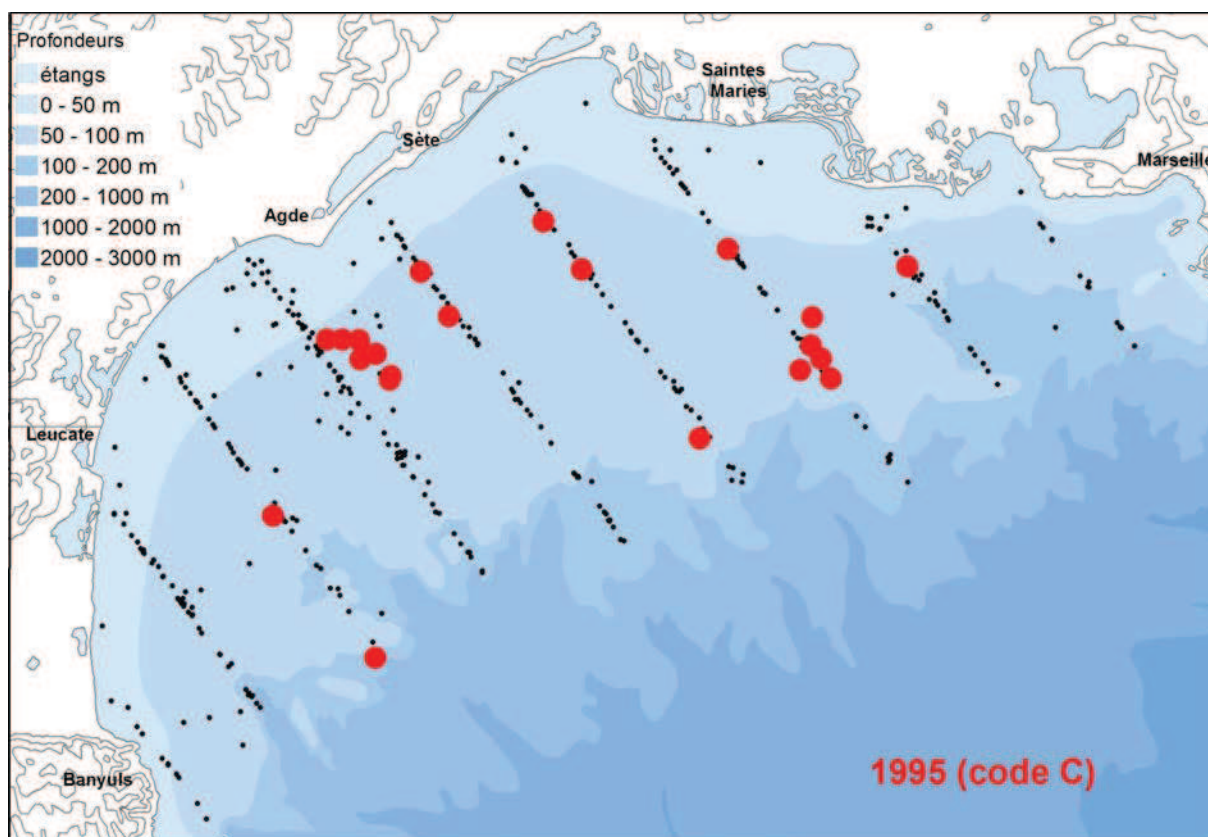 Profondeurs
étangs
0 - 50 m
50 - 100 m
100 - 200 m
200 - 1000 m
1000 - 2000 m
2000 - 3000 m
Saintes
Maries
Sète
Marseille
Agde
Leucate
Banyuls
1995 (code C)